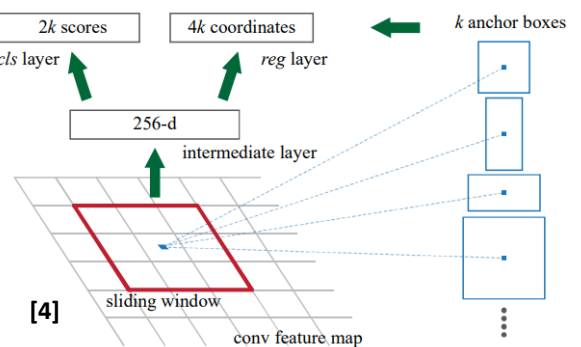 2k scores
4k coordinates
k anchor boxes
cls layer
reg layer
256-d
intermediate layer
sliding window
[4]
conv feature map